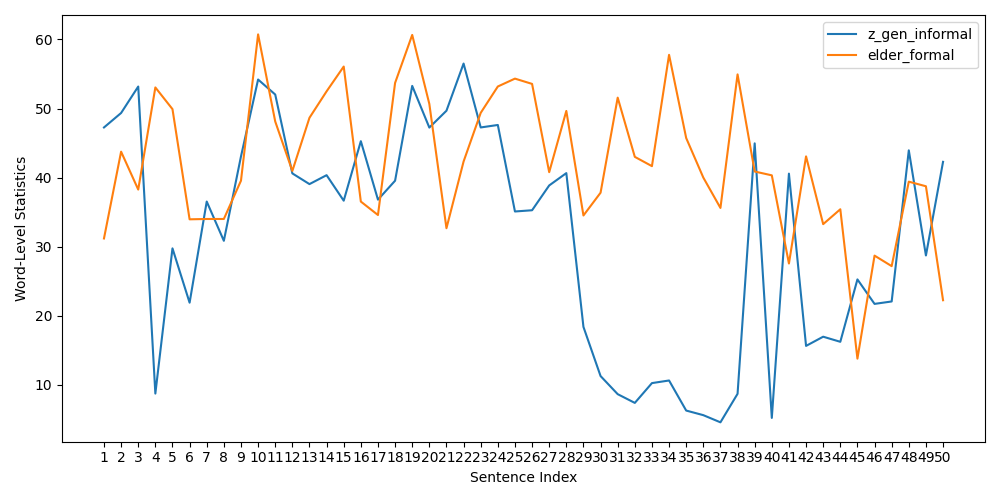 z_gen_informal
elder_formal
Word-Level Statistics
60
50
40
30
20
10
1 2 3 4 5 6 7 8 9 10 11 12 13 14 15 16 17 18 19 20 21 22 23 24 25 26 27 28 29 30 31 32 33 34 35 36 37 38 39 40 41 42 43 44 45 46 47 48 49 50
Sentence Index